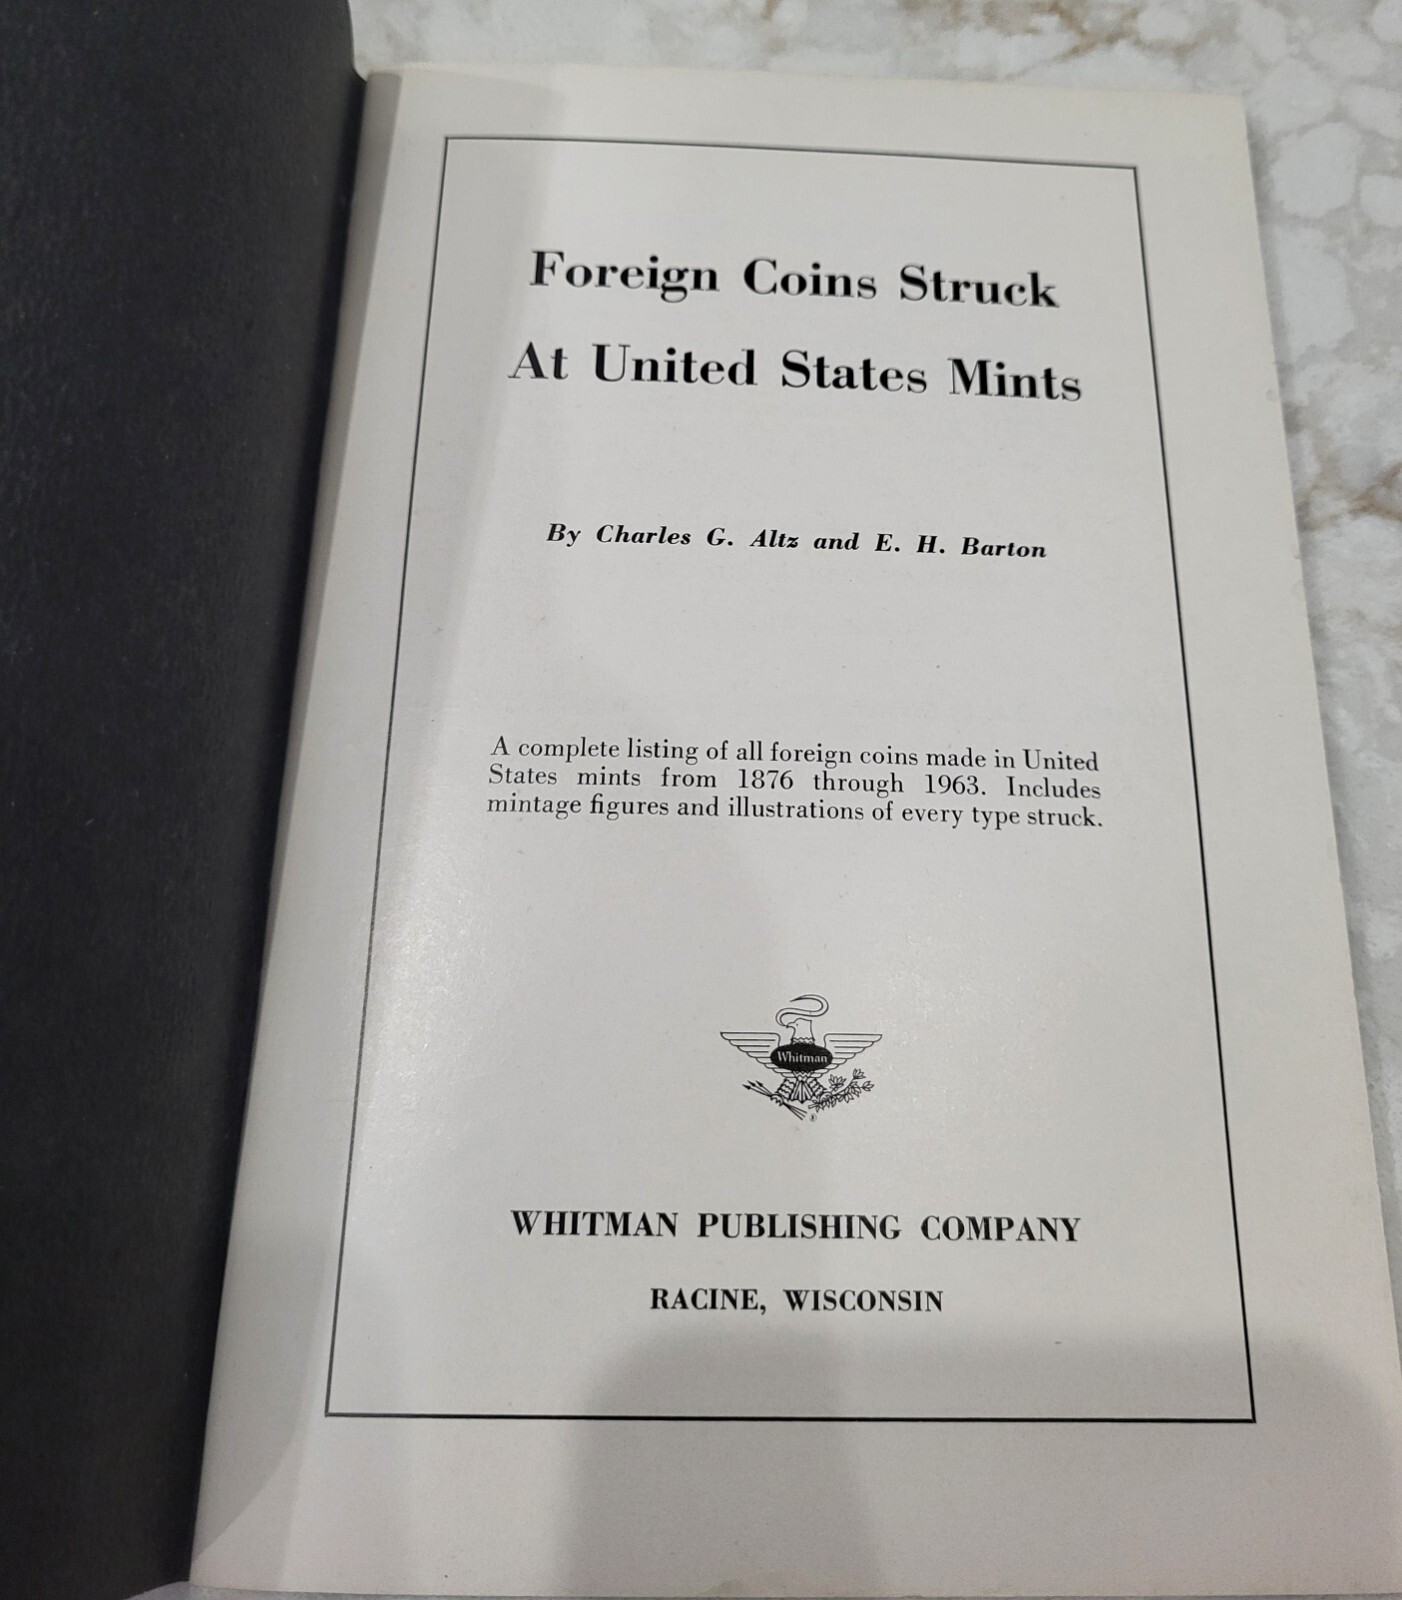 Foreign Coins Struck
At United States Mints
By Charles G. Altz and E. H. Barton
A complete listing of all foreign coins made in United
States mints from 1876 through 1963. Includes
mintage figures and illustrations of every type struck.
Whitman
®
WHITMAN PUBLISHING COMPANY
RACINE, WISCONSIN